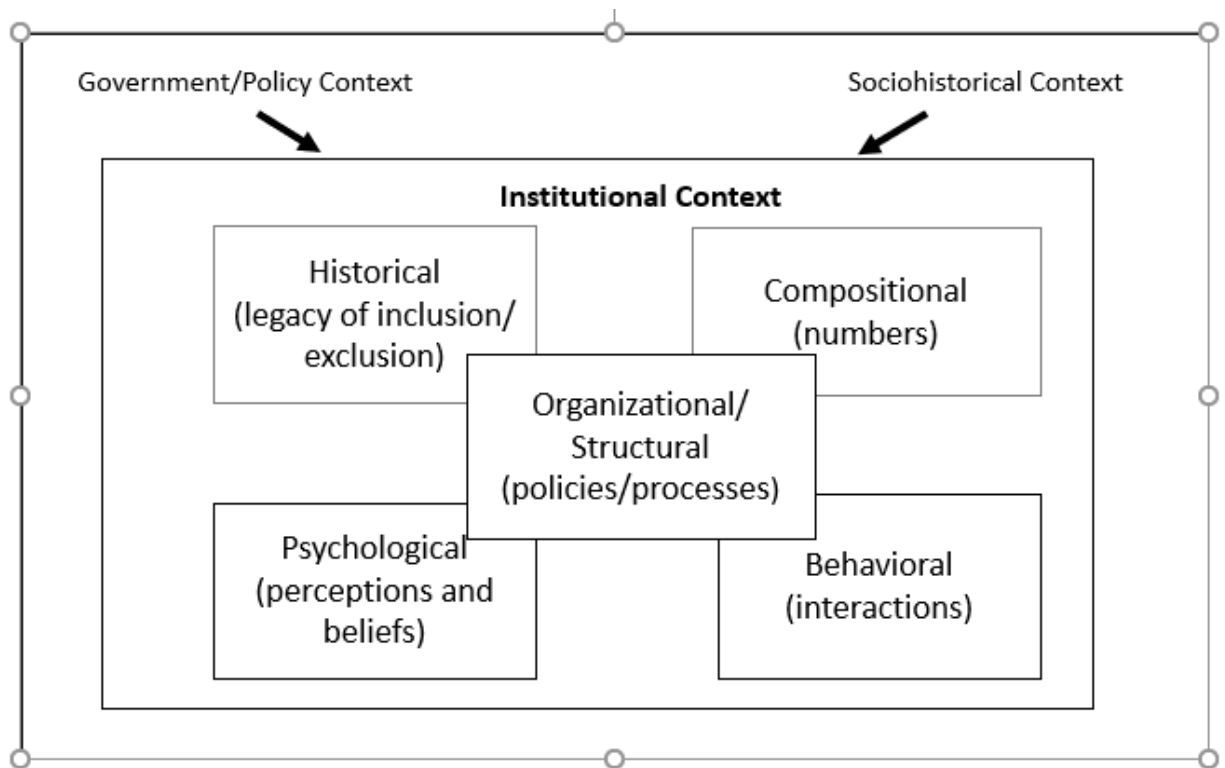 Government/Policy Context
Sociohistorical Context
Institutional Context
Historical
(legacy of inclusion/
exclusion)
Compositional
(numbers)
Organizational/
Structural
(policies/processes)
Psychological
(perceptions and
beliefs)
Behavioral
(interactions)